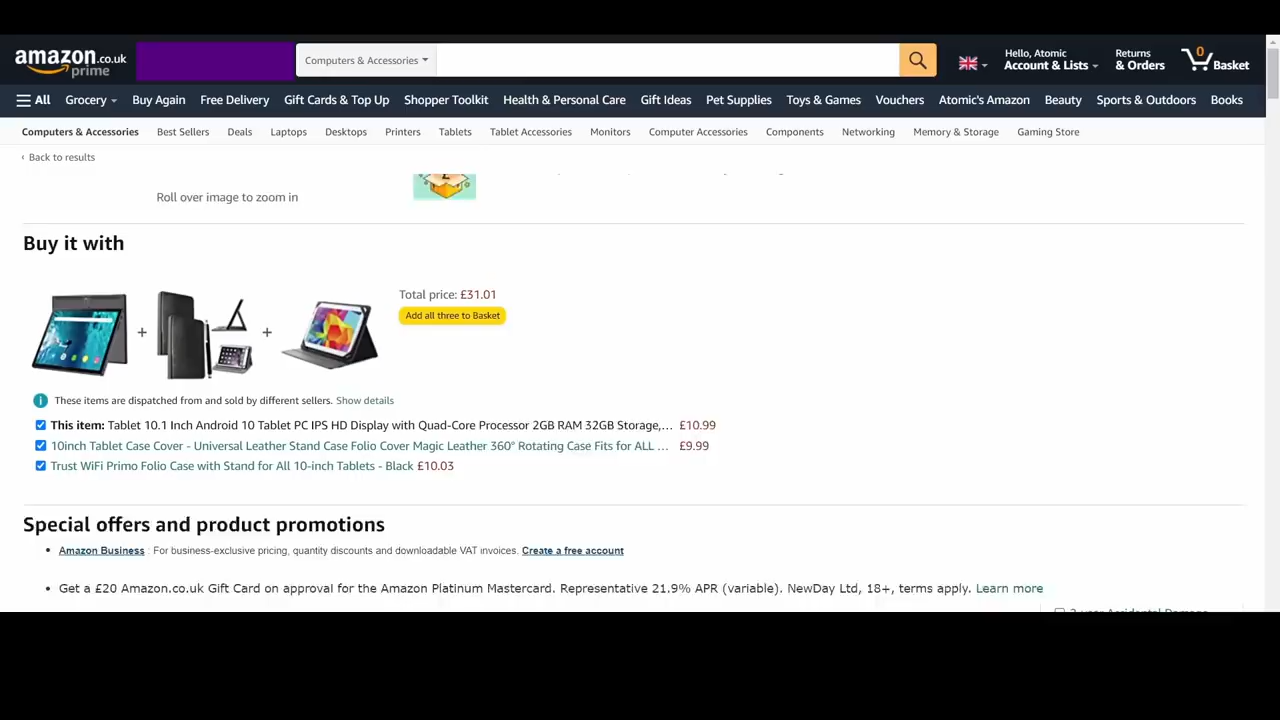 amazon.co.uk
prime
Computers & Accessories
Hello, Atomic
Account & Lists
Returns
& Orders
0
Basket
All
Grocery
Buy Again
Free Delivery
Gift Cards & Top Up
Shopper Toolkit
Health & Personal Care
Gift Ideas
Pet Supplies
Toys & Games
Vouchers
Atomic's Amazon
Beauty
Sports & Outdoors
Books
Computers & Accessories
Best Sellers
Deals
Laptops
Desktops
Printers
Tablets
Tablet Accessories
Monitors
Computer Accessories
Components
Networking
Memory & Storage
Gaming Store
‹ Back to results
Roll over image to zoom in
Buy it with
Total price: £31.01
Add all three to Basket
These items are dispatched from and sold by different sellers. Show details
This item: Tablet 10.1 Inch Android 10 Tablet PC IPS HD Display with Quad-Core Processor 2GB RAM 32GB Storage,… £10.99
10inch Tablet Case Cover - Universal Leather Stand Case Folio Cover Magic Leather 360° Rotating Case Fits for ALL … £9.99
Trust WiFi Primo Folio Case with Stand for All 10-inch Tablets - Black £10.03
Special offers and product promotions
• Amazon Business : For business-exclusive pricing, quantity discounts and downloadable VAT invoices. Create a free account
• Get a £20 Amazon.co.uk Gift Card on approval for the Amazon Platinum Mastercard. Representative 21.9% APR (variable). NewDay Ltd, 18+, terms apply. Learn more